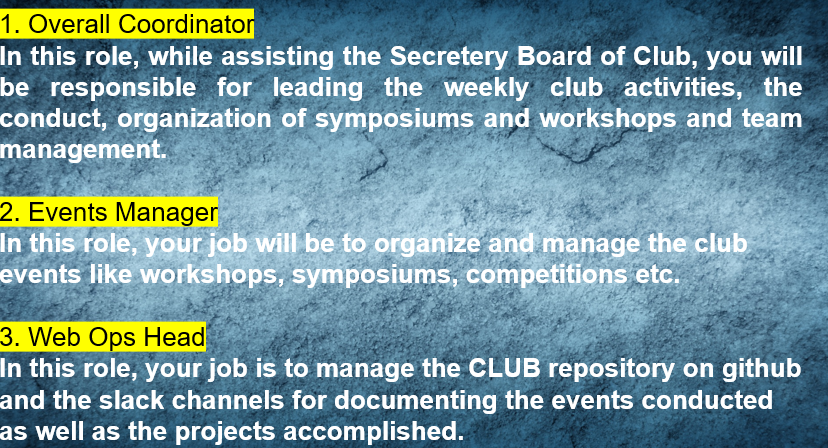 1. Overall Coordinator
In this role, while assisting the Secretery Board of Club, you will
be responsible for leading the weekly club activities, the
conduct, organization of symposiums and workshops and team
management.
2. Events Manager
In this role, your job will be to organize and manage the club
events like workshops, symposiums, competitions etc.
3. Web Ops Head
In this role, your job is to manage the CLUB repository on github
and the slack channels for documenting the events conducted
as well as the projects accomplished.